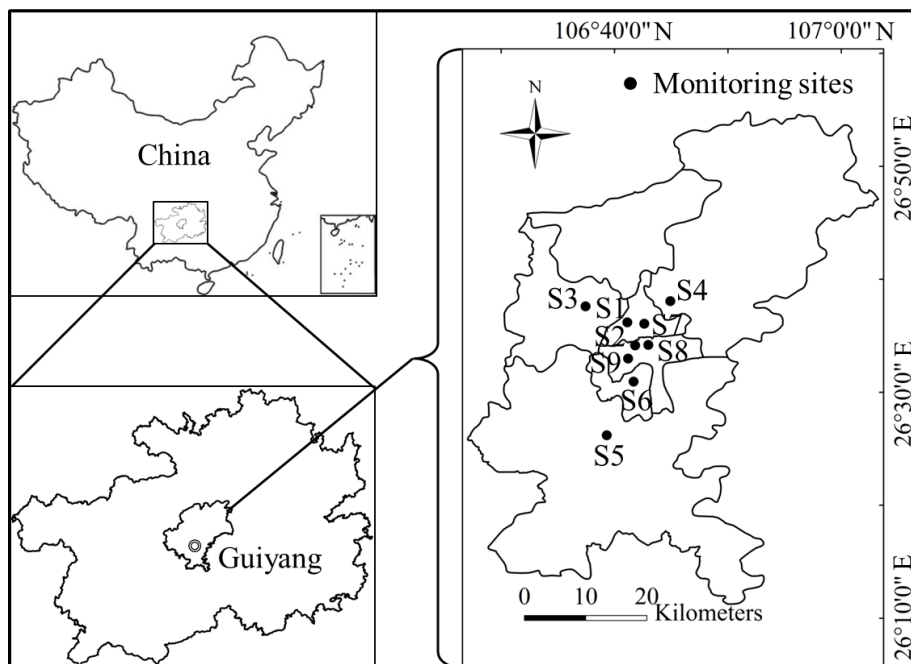 China
Guiyang
106°40'0" N
107°0' N
Monitoring sites
N
26°50'0" E
S3
S1
S4
S2
S7
S9
S8
26°30'0" E
S6
S5
0 10 20
Kilometers
26°10'0" E